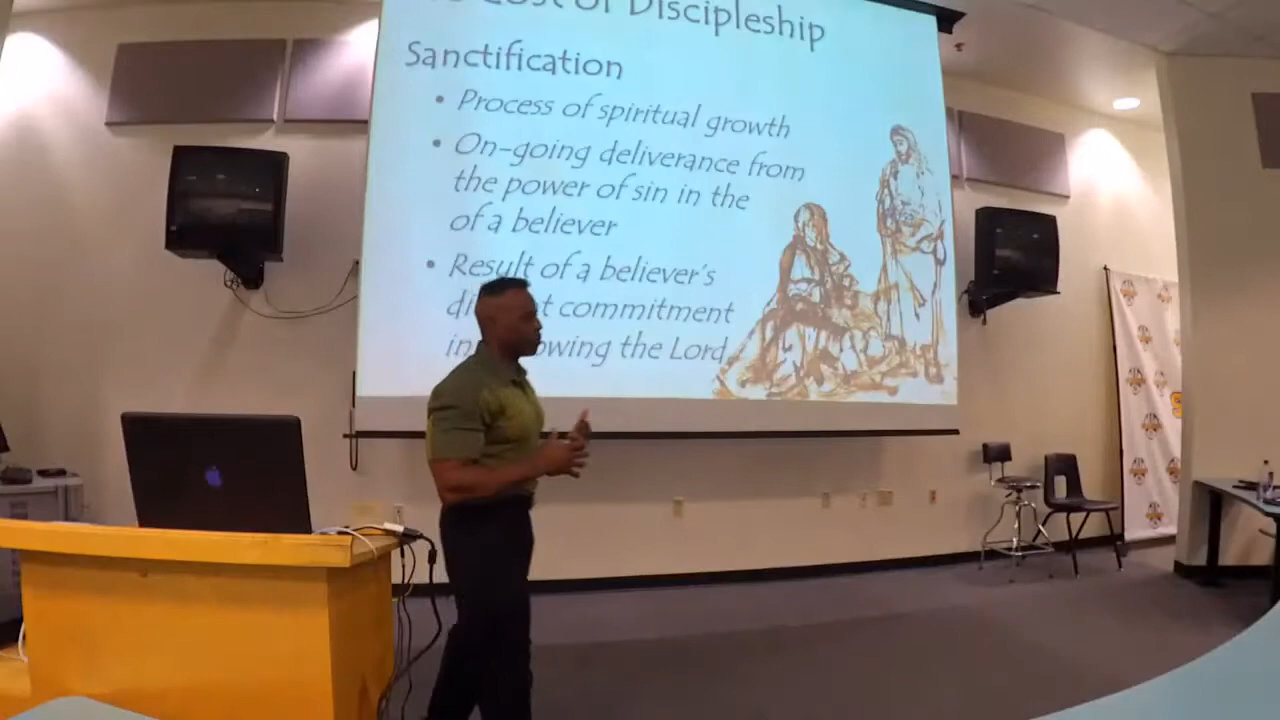 Cost of Discipleship
Sanctification
• Process of spiritual growth
• On-going deliverance from
the power of sin in the
of a believer
• Result of a believer's
commitment
the Lord